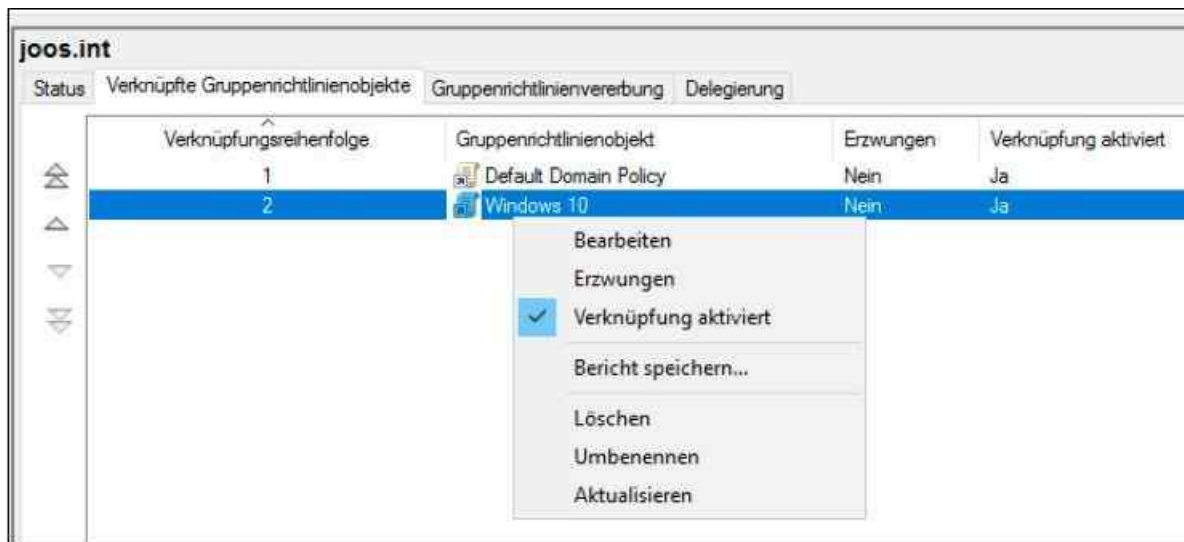 joos.int
Status Verknüpfte Gruppenrichtlinienobjekte Gruppenrichtlinienvererbung Delegierung
Verknüpfungsreihenfolge Gruppenrichtlinienobjekt Erzwungen Verknüpfung aktiviert
1 Default Domain Policy Nein Ja
2 Windows 10 Nein Ja
Bearbeiten
Erzwungen
Verknüpfung aktiviert
Bericht speichern...
Löschen
Umbenennen
Aktualisieren